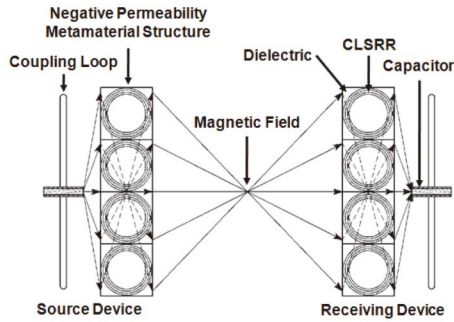 Negative Permeability
Metamaterial Structure
Coupling Loop
Dielectric
CLSRR
Capacitor
Magnetic Field
Source Device
Receiving Device